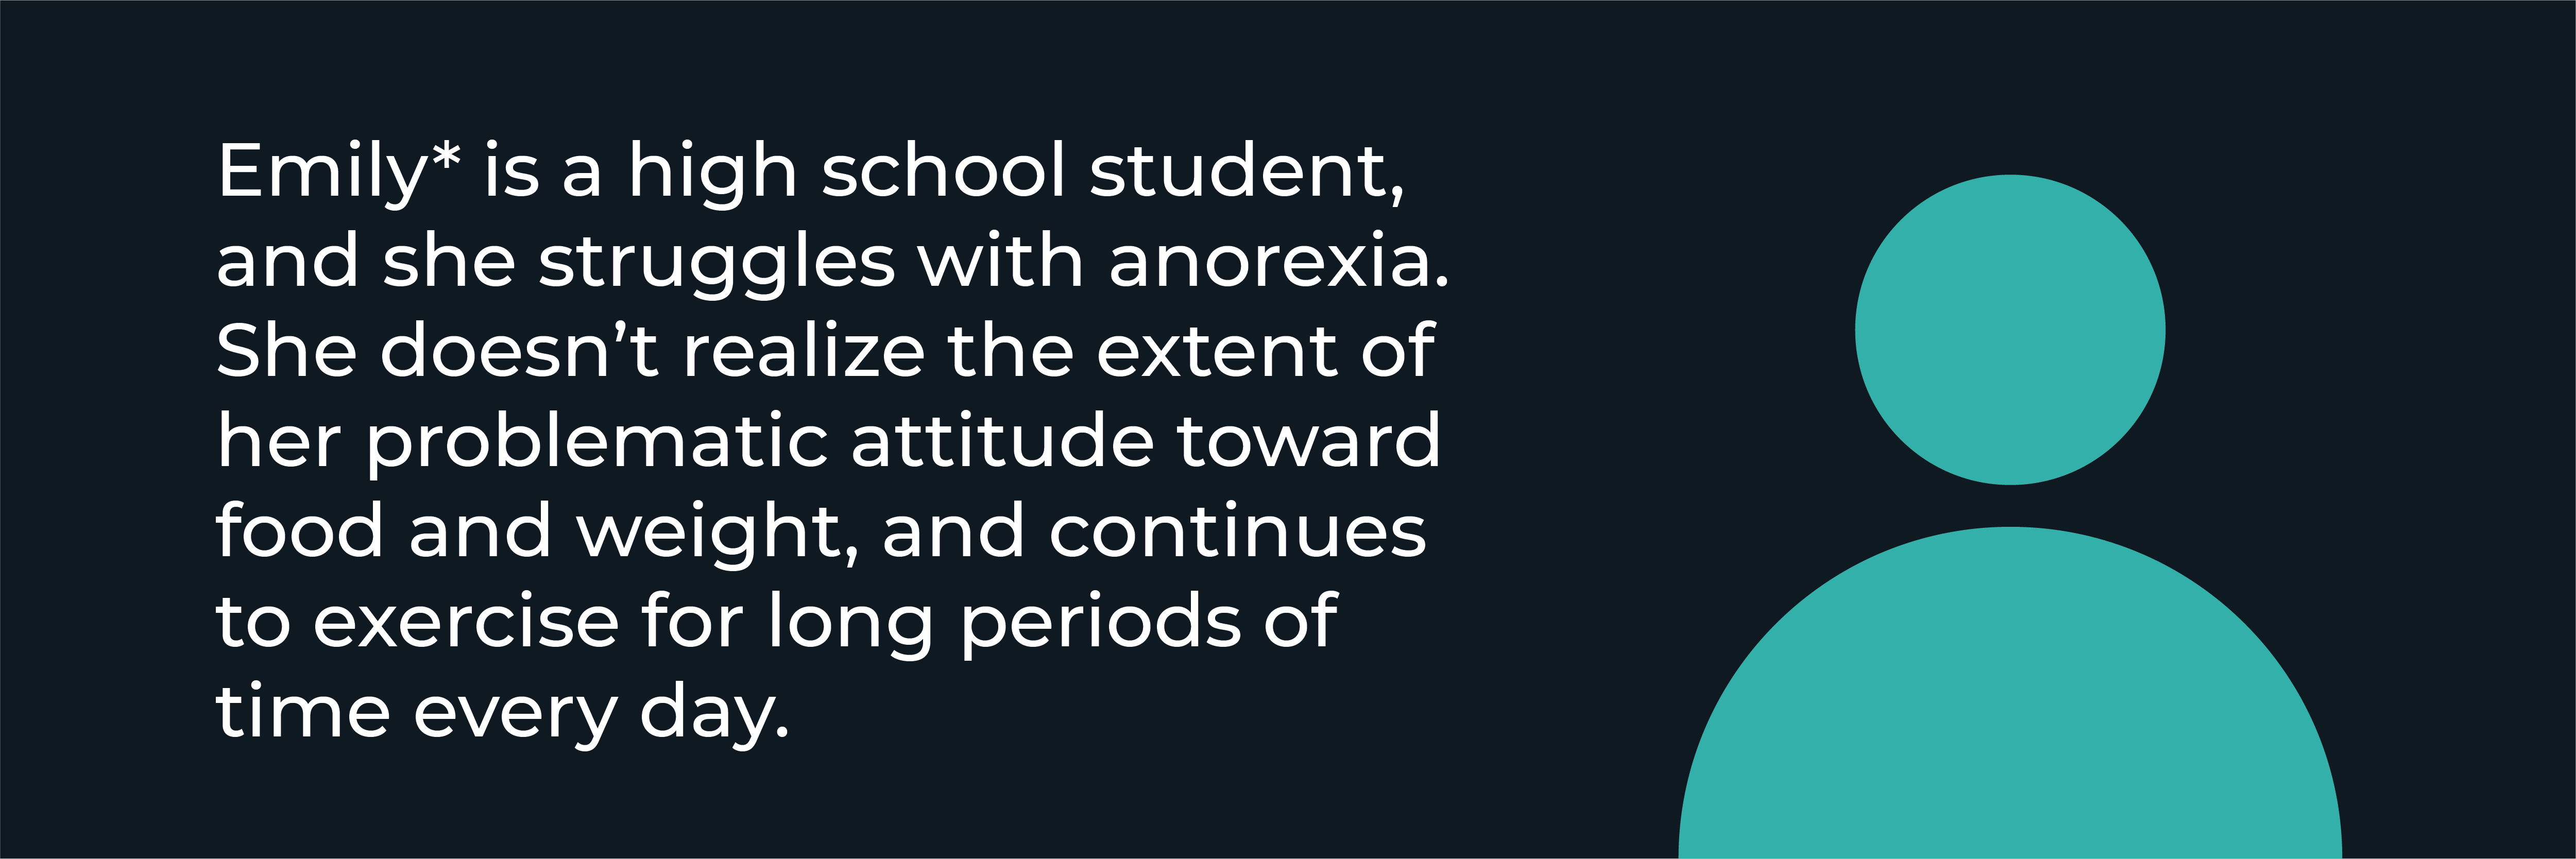 Emily* is a high school student,
and she struggles with anorexia.
She doesn’t realize the extent of
her problematic attitude toward
food and weight, and continues
to exercise for long periods of
time every day.